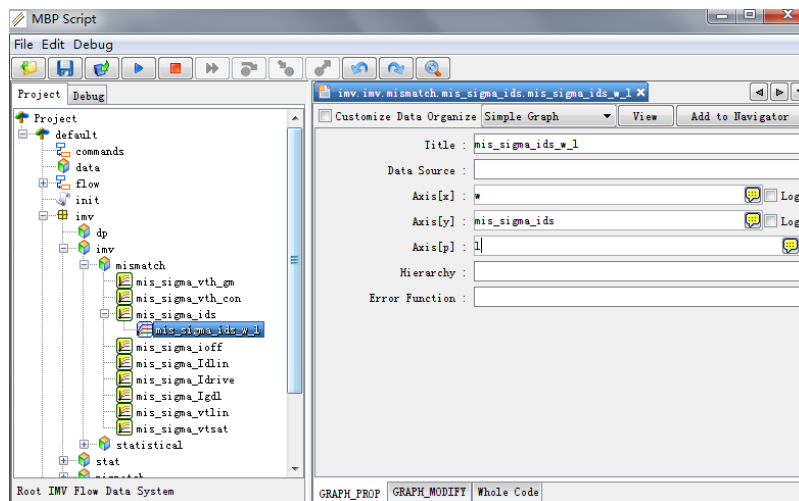 MBP Script
File Edit Debug
Project Debug
Project
default
commands
data
flow
init
imv
dp
imv
mismatch
mis_sigma_vth_gm
mis_sigma_vth_con
mis_sigma_ids
mis_sigma_ids_w_l
mis_sigma_ioff
mis_sigma_Idlin
mis_sigma_Idrive
mis_sigma_Igdl
mis_sigma_vtlin
mis_sigma_vtsat
statistical
stat
Root IMV Flow Data System
imv.imv.mismatch.mis_sigma_ids.mis_sigma_ids_w_l
Customize Data Organize Simple Graph View Add to Navigator
Title : mis_sigma_ids_w_l
Data Source :
Axis[x] : w Log
Axis[y] : mis_sigma_ids Log
Axis[p] : l
Hierarchy :
Error Function :
GRAPH_PROP GRAPH_MODIFY Whole Code